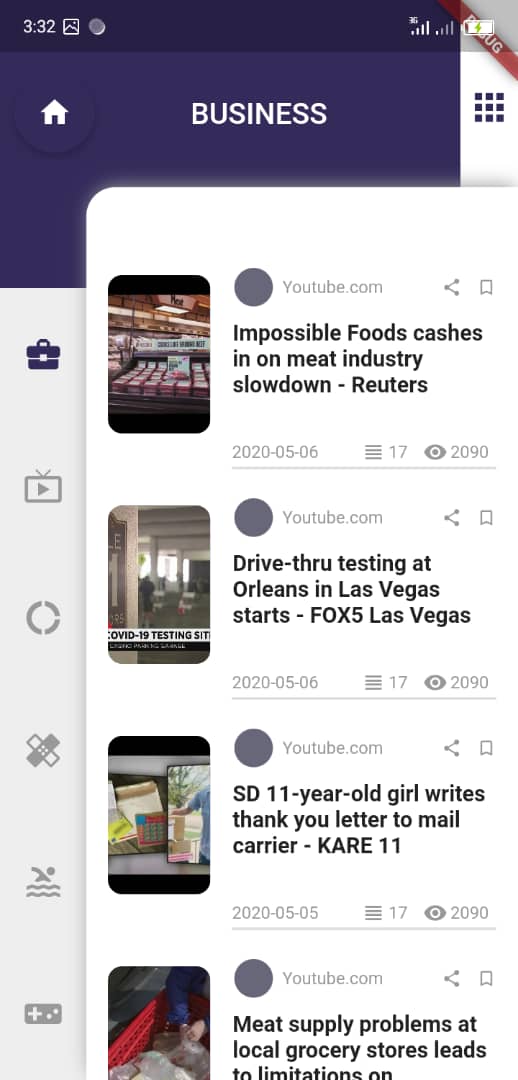 3:32
3G
DEBUG
BUSINESS
Youtube.com
Impossible Foods cashes
in on meat industry
slowdown - Reuters
2020-05-06 17 2090
Youtube.com
Drive-thru testing at
Orleans in Las Vegas
starts - FOX5 Las Vegas
COVID-19 TESTING SIT
2020-05-06 17 2090
Youtube.com
SD 11-year-old girl writes
thank you letter to mail
carrier - KARE 11
2020-05-05 17 2090
Youtube.com
Meat supply problems at
local grocery stores leads
to limitations on